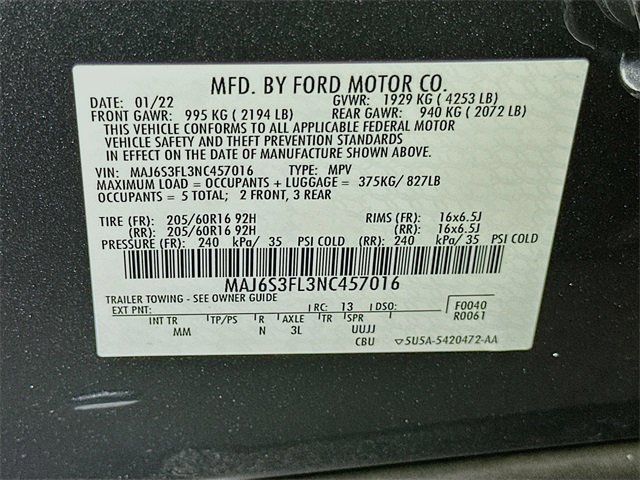 MFD. BY FORD MOTOR CO.
DATE: 01/22 GVWR: 1929 KG ( 4253 LB)
FRONT GAWR: 995 KG ( 2194 LB) REAR GAWR: 940 KG ( 2072 LB)
THIS VEHICLE CONFORMS TO ALL APPLICABLE FEDERAL MOTOR
VEHICLE SAFETY AND THEFT PREVENTION STANDARDS
IN EFFECT ON THE DATE OF MANUFACTURE SHOWN ABOVE.
VIN: MAJ6S3FL3NC457016 TYPE: MPV
MAXIMUM LOAD = OCCUPANTS + LUGGAGE = 375KG/ 827LB
OCCUPANTS = 5 TOTAL; 2 FRONT, 3 REAR
TIRE (FR): 205/60R16 92H RIMS (FR): 16x6.5J
(RR): 205/60R16 92H (RR): 16x6.5J
PRESSURE (FR): 240 kPa/ 35 PSI COLD (RR): 240 kPa/ 35 PSI COLD
MAJ6S3FL3NC457016
TRAILER TOWING - SEE OWNER GUIDE
EXT PNT: RC: 13 DSO: F0040
R0061
INT TR TP/PS R AXLE TR SPR
MM N 3L UUJJ
CBU 5U5A-5420472-AA